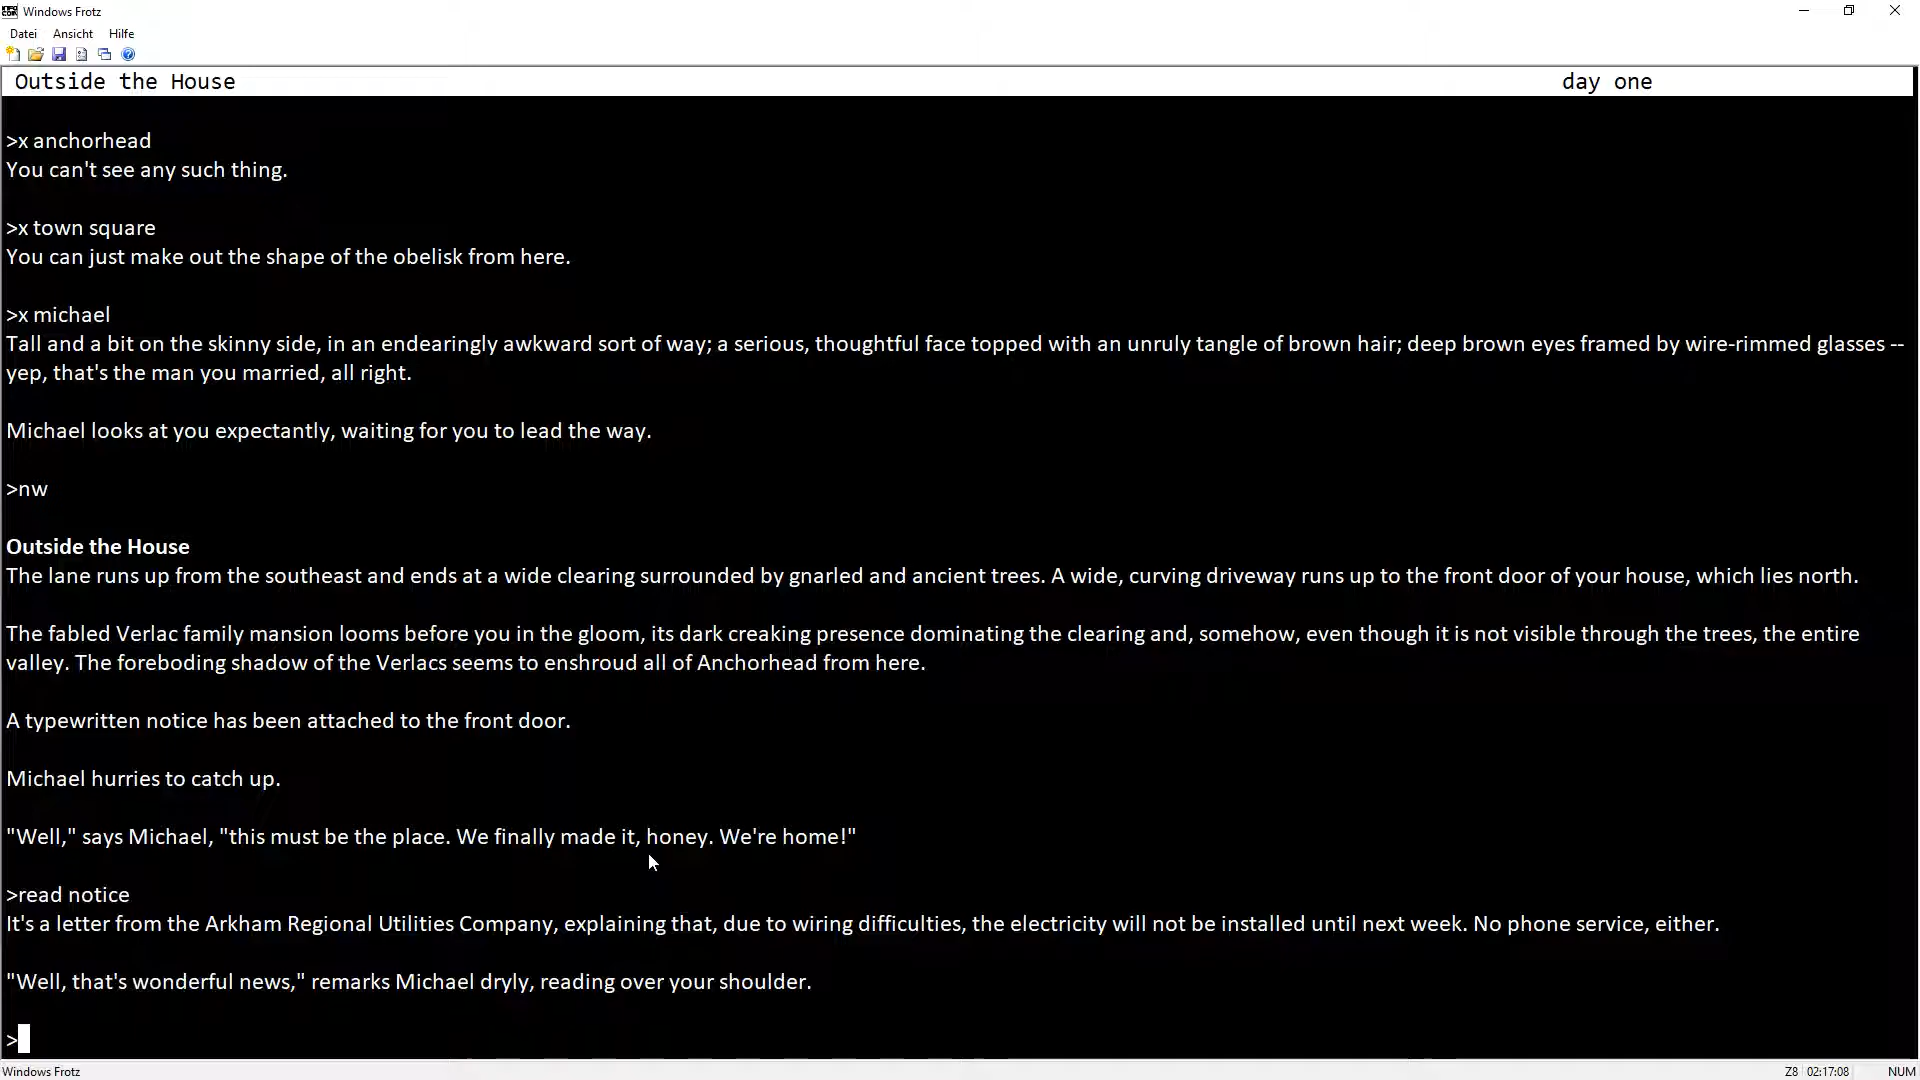 Windows Frotz
Datei Ansicht Hilfe
Outside the House day one
>x anchorhead
You can't see any such thing.
>x town square
You can just make out the shape of the obelisk from here.
>x michael
Tall and a bit on the skinny side, in an endearingly awkward sort of way; a serious, thoughtful face topped with an unruly tangle of brown hair; deep brown eyes framed by wire-rimmed glasses --
yep, that's the man you married, all right.
Michael looks at you expectantly, waiting for you to lead the way.
>nw
Outside the House
The lane runs up from the southeast and ends at a wide clearing surrounded by gnarled and ancient trees. A wide, curving driveway runs up to the front door of your house, which lies north.
The fabled Verlac family mansion looms before you in the gloom, its dark creaking presence dominating the clearing and, somehow, even though it is not visible through the trees, the entire
valley. The foreboding shadow of the Verlacs seems to enshroud all of Anchorhead from here.
A typewritten notice has been attached to the front door.
Michael hurries to catch up.
"Well," says Michael, "this must be the place. We finally made it, honey. We're home!"
>read notice
It's a letter from the Arkham Regional Utilities Company, explaining that, due to wiring difficulties, the electricity will not be installed until next week. No phone service, either.
"Well, that's wonderful news," remarks Michael dryly, reading over your shoulder.
>
Windows Frotz Z8 02:17:08 NUM